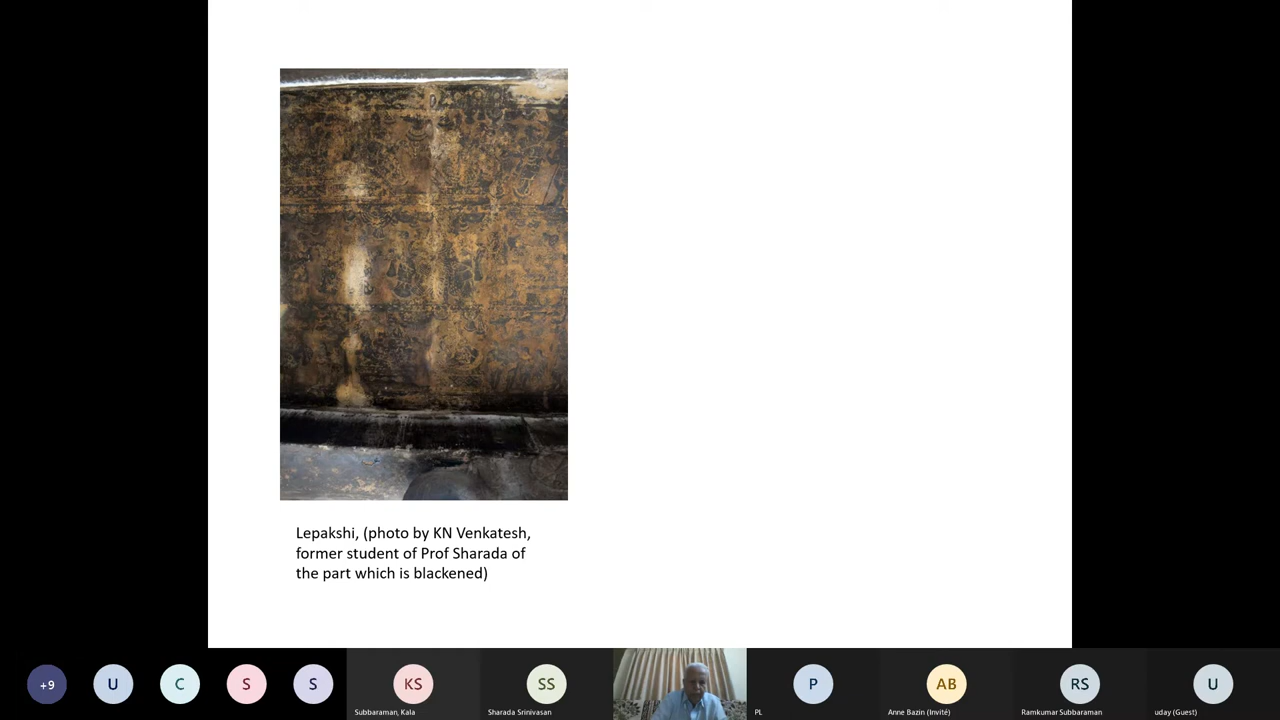 Lepakshi, (photo by KN Venkatesh,
former student of Prof Sharada of
the part which is blackened)
+9
U
C
S
S
KS
SS
P
AB
RS
U
Subbaraman, Kala
Sharada Srinivasan
PL
Anne Bazin (Invité)
Ramkumar Subbaraman
uday (Guest)